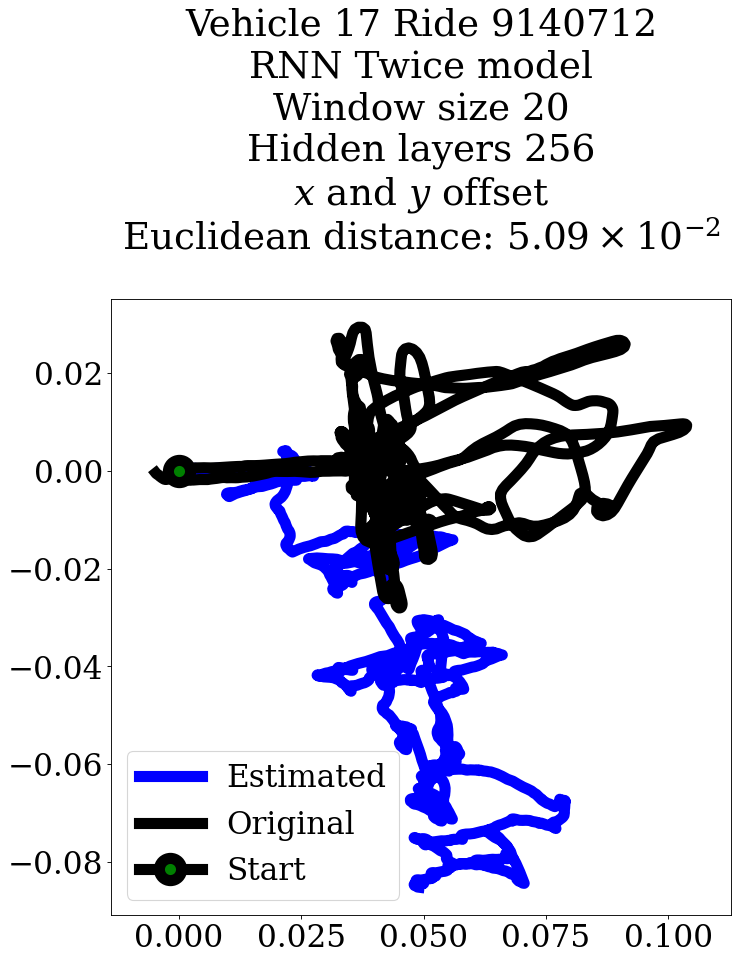 Vehicle 17 Ride 9140712
RNN Twice model
Window size 20
Hidden layers 256
x and y offset
Euclidean distance: 5.09 × 10⁻²
0.02
0.00
−0.02
−0.04
−0.06
−0.08
Estimated
Original
Start
0.000 0.025 0.050 0.075 0.100